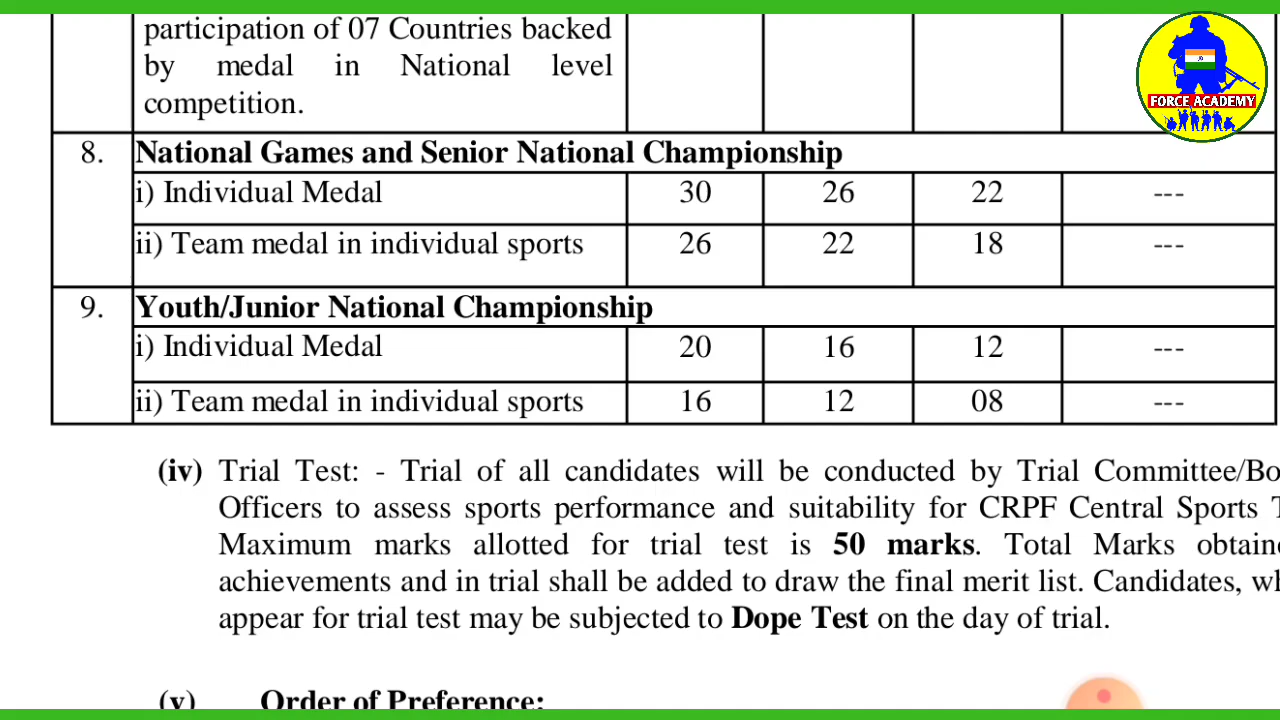 participation of 07 Countries backed
by medal in National level
competition.
FORCE ACADEMY
8. National Games and Senior National Championship
i) Individual Medal 30 26 22 ---
ii) Team medal in individual sports 26 22 18 ---
9. Youth/Junior National Championship
i) Individual Medal 20 16 12 ---
ii) Team medal in individual sports 16 12 08 ---
(iv) Trial Test: - Trial of all candidates will be conducted by Trial Committee/Bo
Officers to assess sports performance and suitability for CRPF Central Sports T
Maximum marks allotted for trial test is 50 marks. Total Marks obtain
achievements and in trial shall be added to draw the final merit list. Candidates, wh
appear for trial test may be subjected to Dope Test on the day of trial.
(v) Order of Preference: